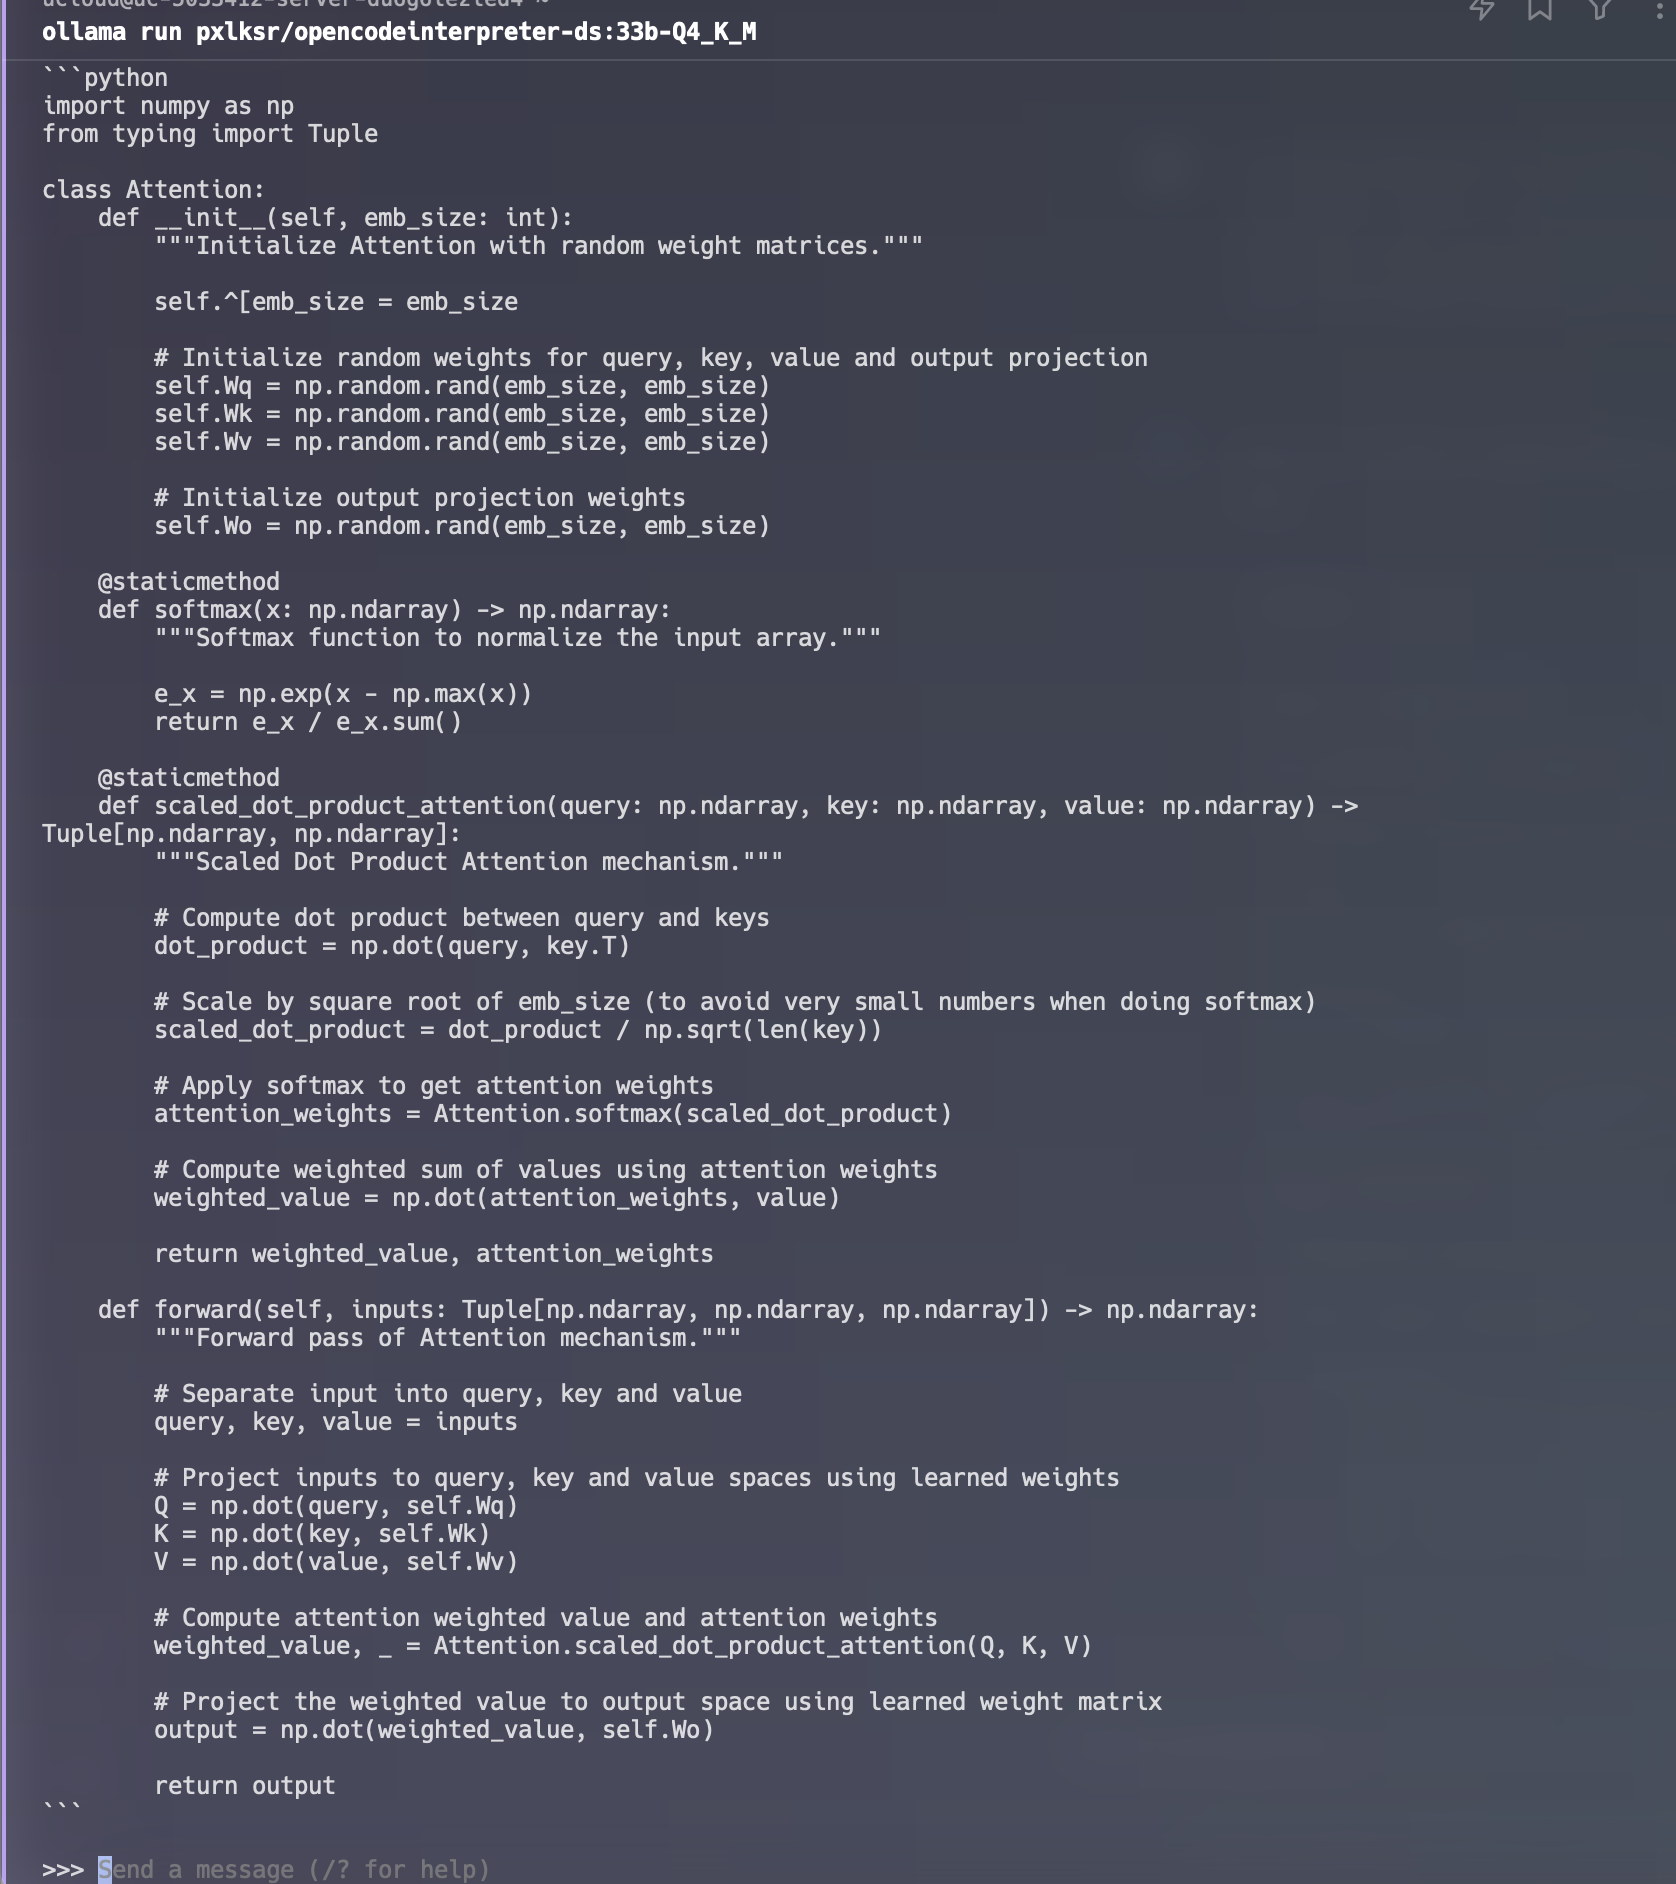 ollama run pxlksr/opencodeinterpreter-ds:33b-Q4_K_M
```python
import numpy as np
from typing import Tuple

class Attention:
    def __init__(self, emb_size: int):
        """Initialize Attention with random weight matrices."""

        self.^[emb_size = emb_size

        # Initialize random weights for query, key, value and output projection
        self.Wq = np.random.rand(emb_size, emb_size)
        self.Wk = np.random.rand(emb_size, emb_size)
        self.Wv = np.random.rand(emb_size, emb_size)

        # Initialize output projection weights
        self.Wo = np.random.rand(emb_size, emb_size)

    @staticmethod
    def softmax(x: np.ndarray) -> np.ndarray:
        """Softmax function to normalize the input array."""

        e_x = np.exp(x - np.max(x))
        return e_x / e_x.sum()

    @staticmethod
    def scaled_dot_product_attention(query: np.ndarray, key: np.ndarray, value: np.ndarray) ->
Tuple[np.ndarray, np.ndarray]:
        """Scaled Dot Product Attention mechanism."""

        # Compute dot product between query and keys
        dot_product = np.dot(query, key.T)

        # Scale by square root of emb_size (to avoid very small numbers when doing softmax)
        scaled_dot_product = dot_product / np.sqrt(len(key))

        # Apply softmax to get attention weights
        attention_weights = Attention.softmax(scaled_dot_product)

        # Compute weighted sum of values using attention weights
        weighted_value = np.dot(attention_weights, value)

        return weighted_value, attention_weights

    def forward(self, inputs: Tuple[np.ndarray, np.ndarray, np.ndarray]) -> np.ndarray:
        """Forward pass of Attention mechanism."""

        # Separate input into query, key and value
        query, key, value = inputs

        # Project inputs to query, key and value spaces using learned weights
        Q = np.dot(query, self.Wq)
        K = np.dot(key, self.Wk)
        V = np.dot(value, self.Wv)

        # Compute attention weighted value and attention weights
        weighted_value, _ = Attention.scaled_dot_product_attention(Q, K, V)

        # Project the weighted value to output space using learned weight matrix
        output = np.dot(weighted_value, self.Wo)

        return output
```

>>> Send a message (/? for help)